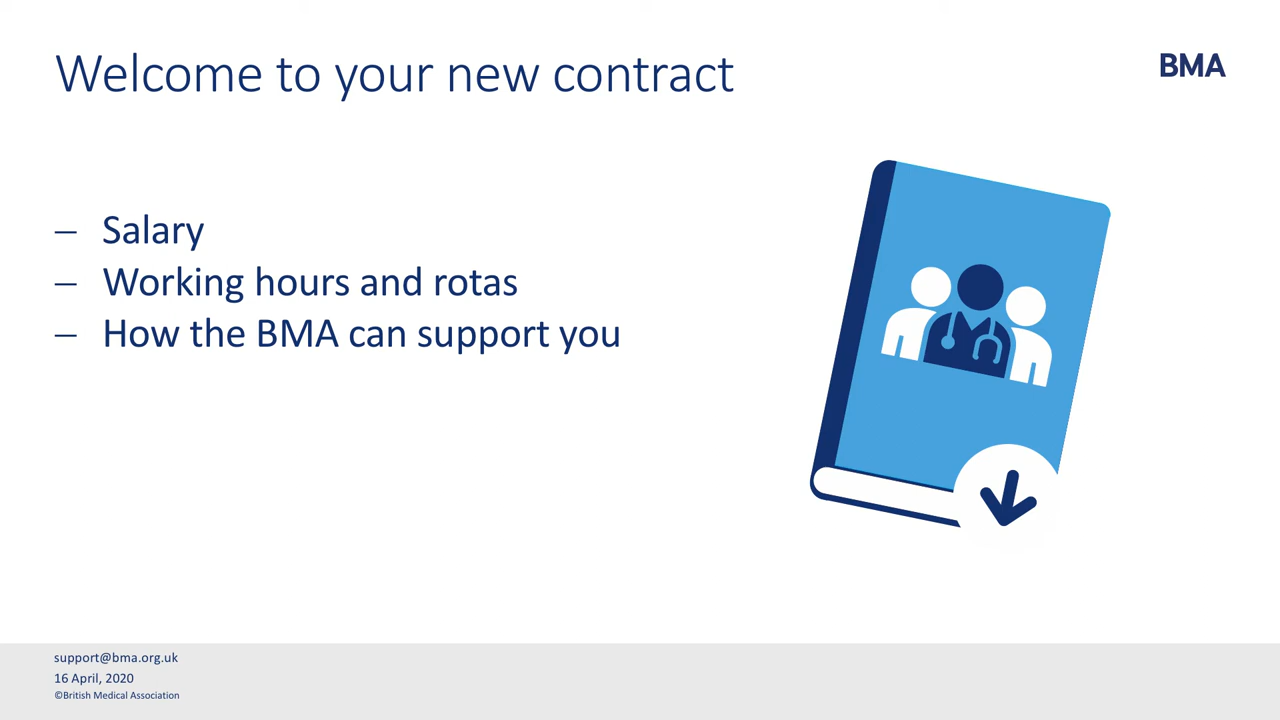 Welcome to your new contract
BMA
– Salary
– Working hours and rotas
– How the BMA can support you
support@bma.org.uk
16 April, 2020
©British Medical Association